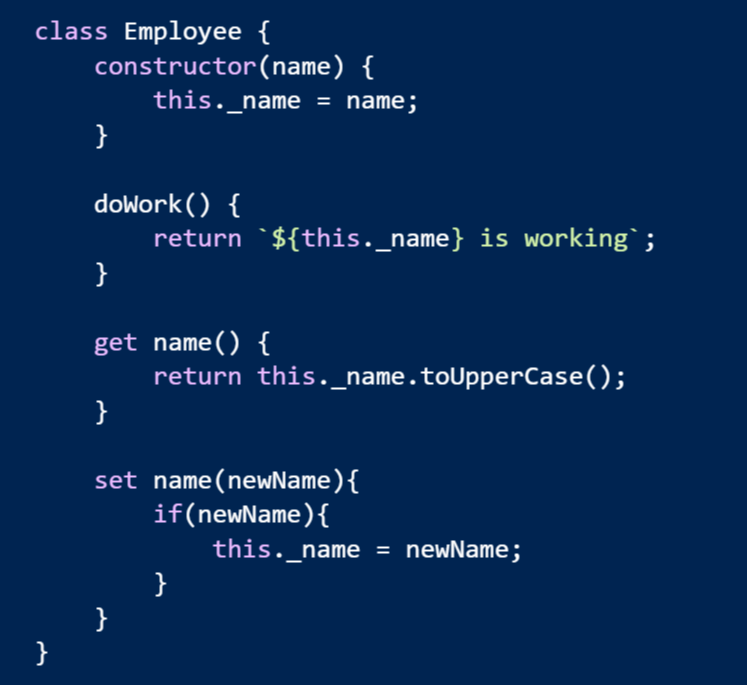 class Employee {
    constructor(name) {
        this._name = name;
    }

    doWork() {
        return `${this._name} is working`;
    }

    get name() {
        return this._name.toUpperCase();
    }

    set name(newName){
        if(newName){
            this._name = newName;
        }
    }
}